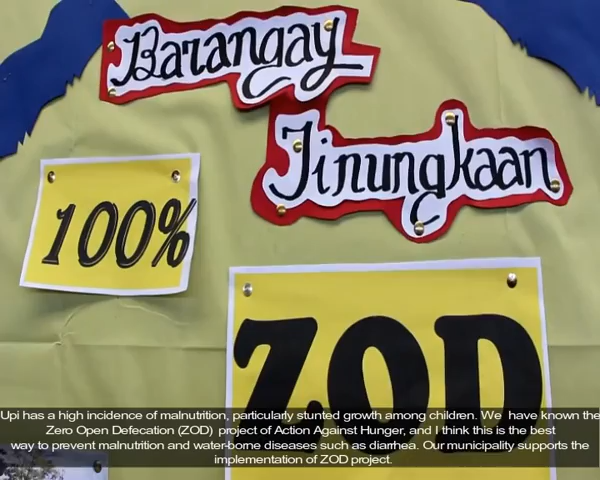 Barangay
Tinungkaan
100%
ZOD
Upi has a high incidence of malnutrition, particularly stunted growth among children. We have known the
Zero Open Defecation (ZOD) project of Action Against Hunger, and I think this is the best
way to prevent malnutrition and water-borne diseases such as diarrhea. Our municipality supports the
implementation of ZOD project.